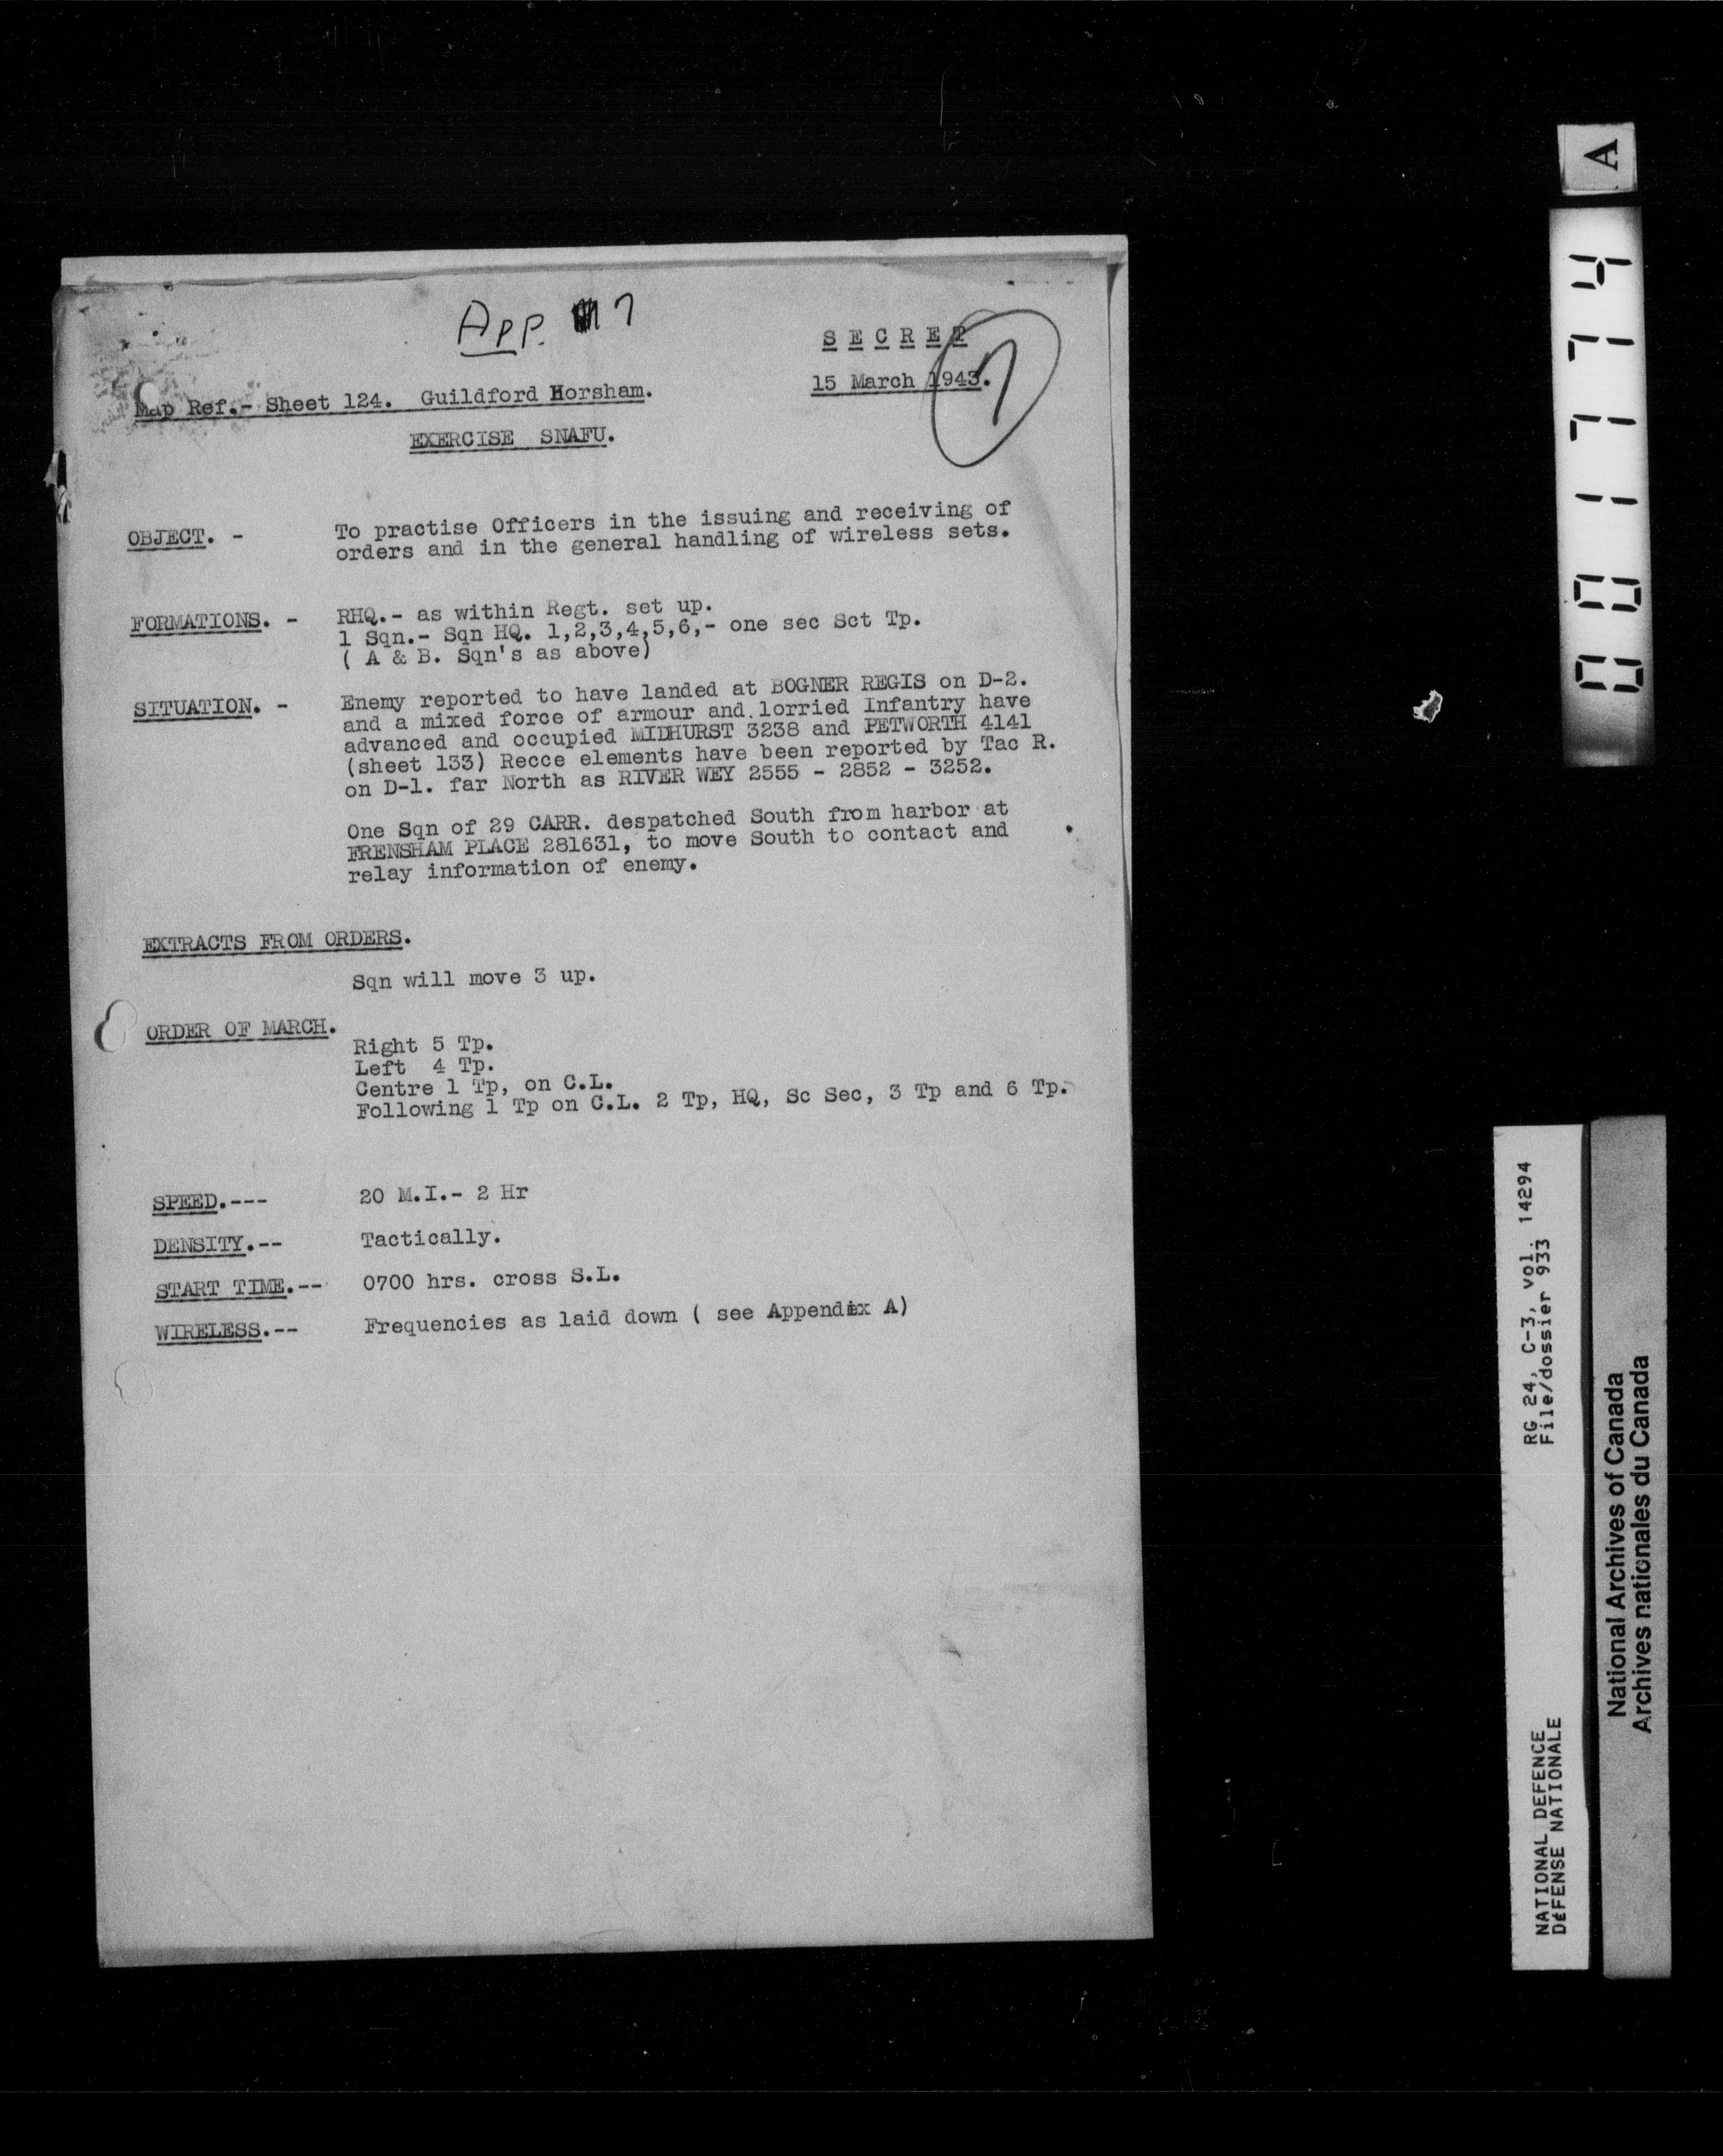 App. 7
S E C R E T
15 March 1943.
7
Map Ref.- Sheet 124. Guildford Horsham.
EXERCISE SNAFU.
OBJECT. - To practise Officers in the issuing and receiving of
orders and in the general handling of wireless sets.
FORMATIONS. - RHQ.- as within Regt. set up.
1 Sqn.- Sqn HQ. 1,2,3,4,5,6,- one sec Sct Tp.
( A & B. Sqn's as above)
SITUATION. - Enemy reported to have landed at BOGNER REGIS on D-2.
and a mixed force of armour and lorried Infantry have
advanced and occupied MIDHURST 3238 and PETWORTH 4141
(sheet 133) Recce elements have been reported by Tac R.
on D-1. far North as RIVER WEY 2555 - 2852 - 3252.
One Sqn of 29 CARR. despatched South from harbor at
FRENSHAM PLACE 281631, to move South to contact and
relay information of enemy.
EXTRACTS FROM ORDERS.
Sqn will move 3 up.
ORDER OF MARCH.
Right 5 Tp.
Left 4 Tp.
Centre 1 Tp, on C.L.
Following 1 Tp on C.L. 2 Tp, HQ, Sc Sec, 3 Tp and 6 Tp.
SPEED.--- 20 M.I.- 2 Hr
DENSITY.-- Tactically.
START TIME.-- 0700 hrs. cross S.L.
WIRELESS.-- Frequencies as laid down ( see Appendix A)
A
RG 24, C-3, vol. 14294
File/dossier 933
NATIONAL DEFENCE
DÉFENSE NATIONALE
National Archives of Canada
Archives nationales du Canada